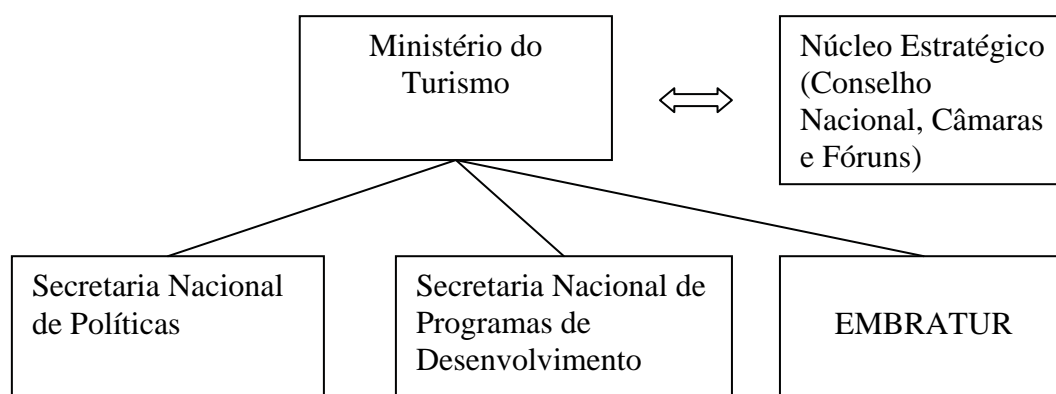 Ministério do
Turismo
Núcleo Estratégico
(Conselho
Nacional, Câmaras
e Fóruns)
Secretaria Nacional
de Políticas
Secretaria Nacional de
Programas de
Desenvolvimento
EMBRATUR